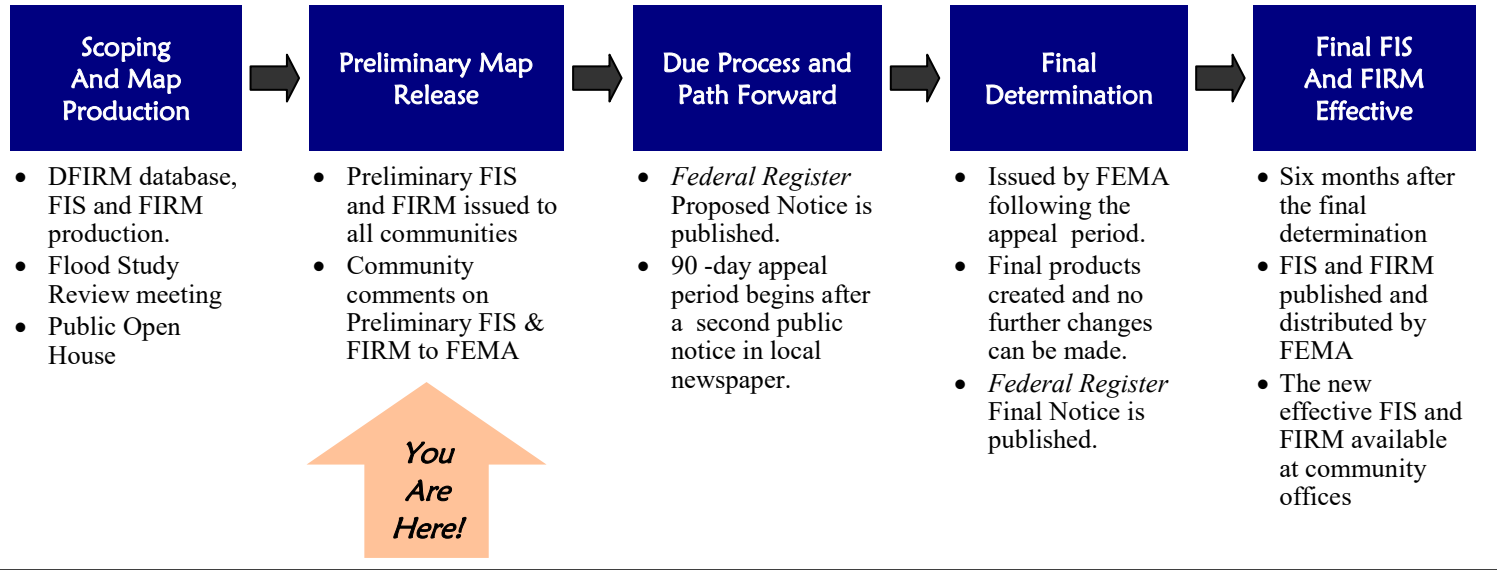 Scoping
And Map
Production
• DFIRM database,
FIS and FIRM
production.
• Flood Study
Review meeting
• Public Open
House
Preliminary Map
Release
• Preliminary FIS
and FIRM issued to
all communities
• Community
comments on
Preliminary FIS &
FIRM to FEMA
You
Are
Here!
Due Process and
Path Forward
• Federal Register
Proposed Notice is
published.
• 90 -day appeal
period begins after
a second public
notice in local
newspaper.
Final
Determination
• Issued by FEMA
following the
appeal period.
• Final products
created and no
further changes
can be made.
• Federal Register
Final Notice is
published.
Final FIS
And FIRM
Effective
• Six months after
the final
determination
• FIS and FIRM
published and
distributed by
FEMA
• The new
effective FIS and
FIRM available
at community
offices